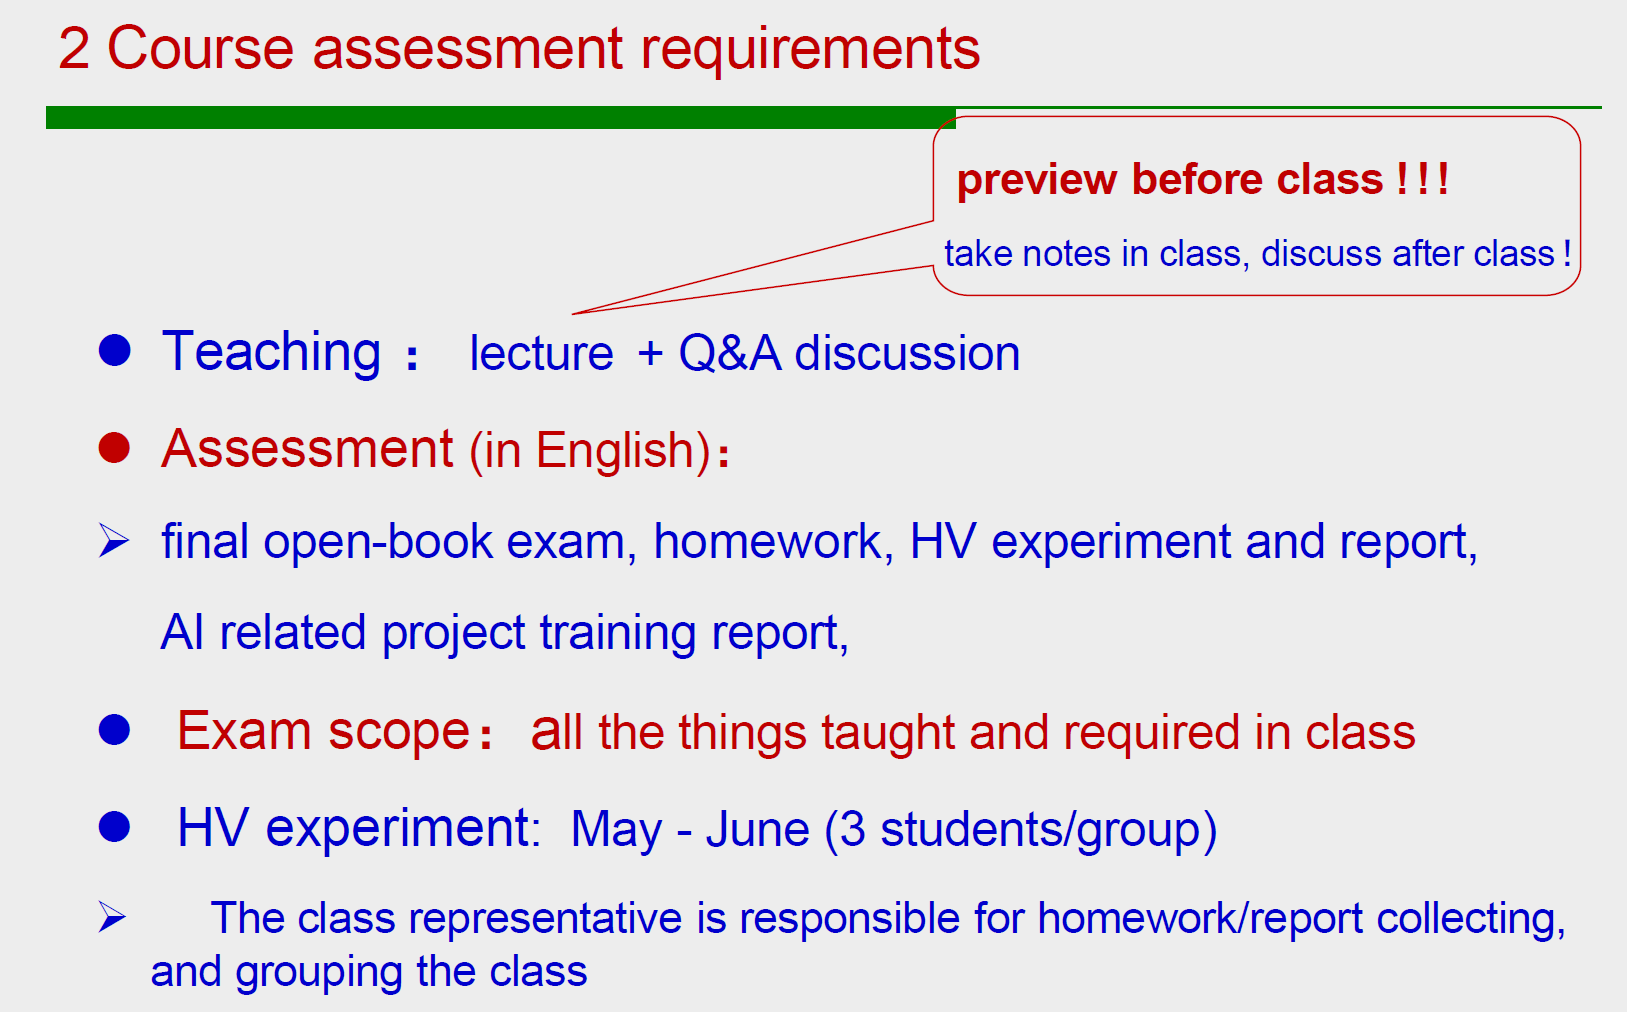 2 Course assessment requirements
preview before class！！！
take notes in class, discuss after class！
● Teaching ： lecture + Q&A discussion
● Assessment (in English)：
➢ final open-book exam, homework, HV experiment and report,
AI related project training report,
● Exam scope： all the things taught and required in class
● HV experiment: May - June (3 students/group)
➢ The class representative is responsible for homework/report collecting,
and grouping the class